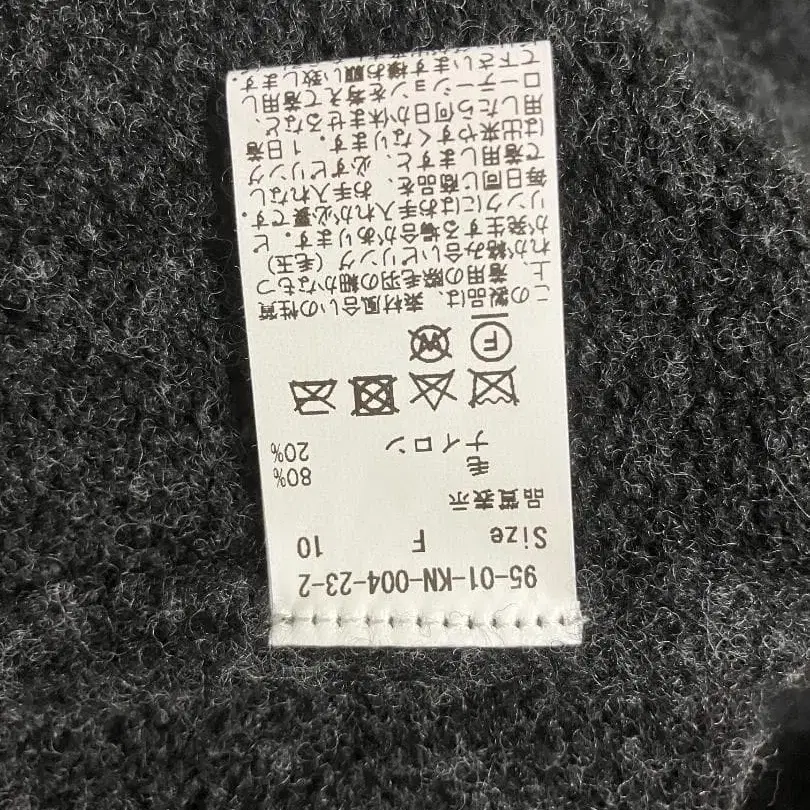 95-01-KN-004-23-2
Size F 10
品質表示
毛 80%
ナイロン 20%
F W
この製品は、素材風合いの性質
上、着用の際毛羽の細かなもつ
れが絡み合いピリング(毛玉)
が発生する場合があります。ピ
リングにはお手入れが必要です。
毎日同じ商品を、お手入れなし
で着用しますと、必ずピリング
は出来やすくなります。1日着
用したら何日か休ませるなど、
ローテーションを考えて着用し
て下さいます様お願い致します。